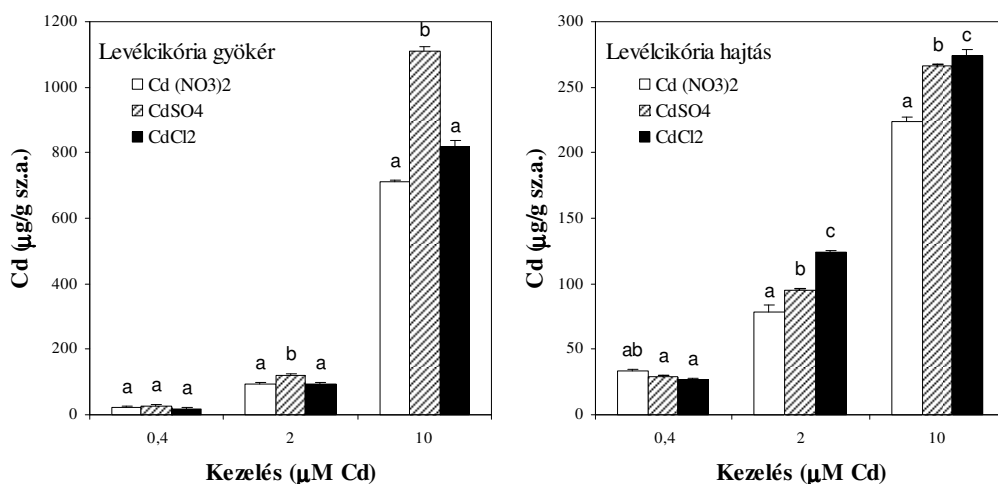 Levélcikória gyökér
Cd (NO3)2
CdSO4
CdCl2
Cd (μg/g sz.a.)
1200
1000
800
600
400
200
0
a a a
a b a
a b a
0,4 2 10
Kezelés (μM Cd)
Levélcikória hajtás
Cd (NO3)2
CdSO4
CdCl2
Cd (μg/g sz.a.)
300
250
200
150
100
50
0
ab a a
a b c
a b c
0,4 2 10
Kezelés (μM Cd)